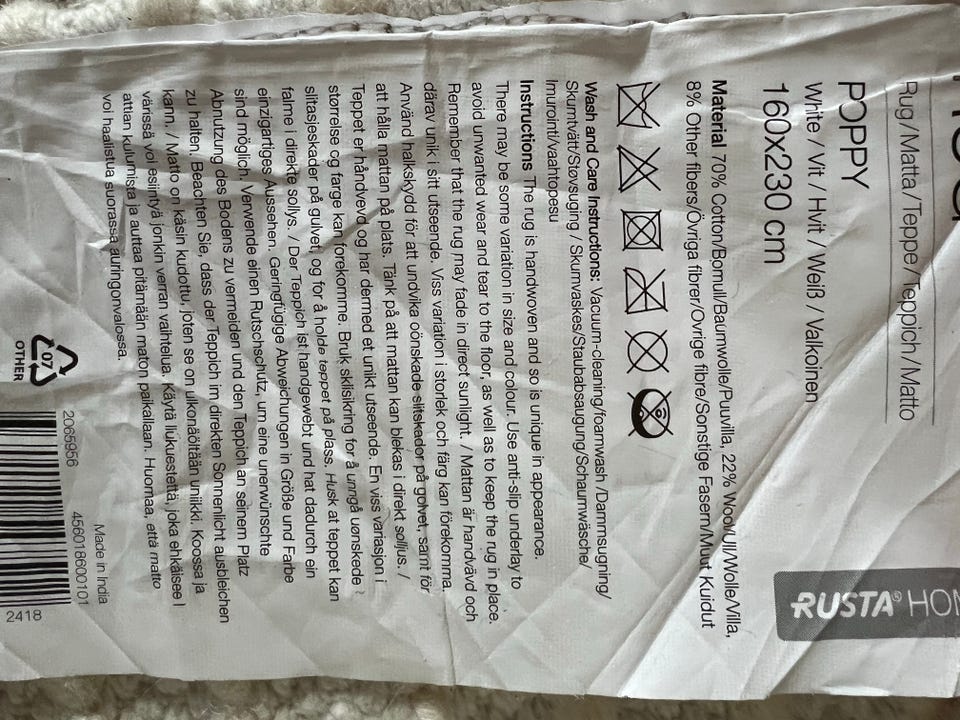 Rug/Matta/Teppe/Teppich/Matto
POPPY
White / Vit / Hvit / Weiß / Valkoinen
160x230 cm
RUSTA® HOM
Material 70% Cotton/Bomull/Baumwolle/Puuvilla, 22% Wool/Ull/Wolle/Villa,
8% Other fibers/Övriga fibrer/Øvrige fibre/Sonstige Fasern/Muut Kuidut
Wash and Care Instructions: Vacuum-cleaning/foamwash /Dammsugning/
Skumtvätt/Støvsuging / Skumvaskes/Staubabsaugung/Schaumwäsche/
Imurointi/vaahtopesu
Instructions The rug is handwoven and so is unique in appearance.
There may be some variation in size and colour. Use anti-slip underlay to
avoid unwanted wear and tear to the floor, as well as to keep the rug in place.
Remember that the rug may fade in direct sunlight. / Mattan är handvävd och
därav unik i sitt utseende. Viss variation i storlek och färg kan förekomma.
Använd halkskydd för att undvika oönskade slitskador på golvet, samt för
att hålla mattan på plats. Tänk på att mattan kan blekas i direkt solljus. /
Teppet er håndvevd og har dermed et unikt utseende. En viss variasjon i
størrelse og farge kan forekomme. Bruk sklisikring for å unngå uønskede
slitasjeskader på gulvet, og for å holde teppet på plass. Husk at teppet kan
falme i direkte sollys. / Der Teppich ist handgewebt und hat dadurch ein
einzigartiges Aussehen. Geringfügige Abweichungen in Größe und Farbe
sind möglich. Verwende einen Rutschschutz, um eine unerwünschte
Abnutzung des Bodens zu vermeiden und den Teppich an seinem Platz
zu halten. Beachten Sie, dass der Teppich im direkten Sonnenlicht ausbleichen
kann. / Matto on käsin kudottu, joten se on ulkonäöltään uniikki. Koossa ja
värissä voi esiintyä jonkin verran vaihtelua. Käytä liukuestettä, joka ehkäisee l
attian kulumista ja auttaa pitämään maton paikallaan. Huomaa, että matto
voi haalistua suorassa auringonvalossa.
07
OTHER
2065956
456018600101
Made in India
2418